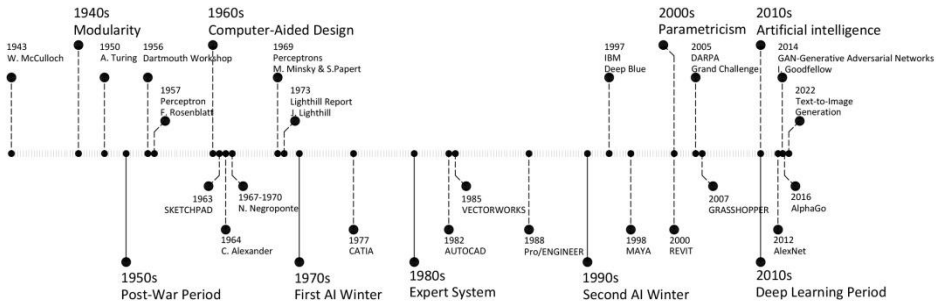 1940s
Modularity
1960s
Computer-Aided Design
2000s
Parametricism
2010s
Artificial intelligence
1943
W. McCulloch
1950
A. Turing
1956
Dartmouth Workshop
1969
Perceptrons
M. Minsky & S.Papert
1997
IBM
Deep Blue
2005
DARPA
Grand Challenge
2014
GAN-Generative Adversarial Networks
I. Goodfellow
1957
Perceptron
F. Rosenblatt
1973
Lighthill Report
J. Lighthill
2022
Text-to-Image
Generation
1963
SKETCHPAD
1967-1970
N. Negroponte
1985
VECTORWORKS
2007
GRASSHOPPER
2016
AlphaGo
1964
C. Alexander
1977
CATIA
1982
AUTOCAD
1988
Pro/ENGINEER
1998
MAYA
2000
REVIT
2012
AlexNet
1950s
Post-War Period
1970s
First AI Winter
1980s
Expert System
1990s
Second AI Winter
2010s
Deep Learning Period